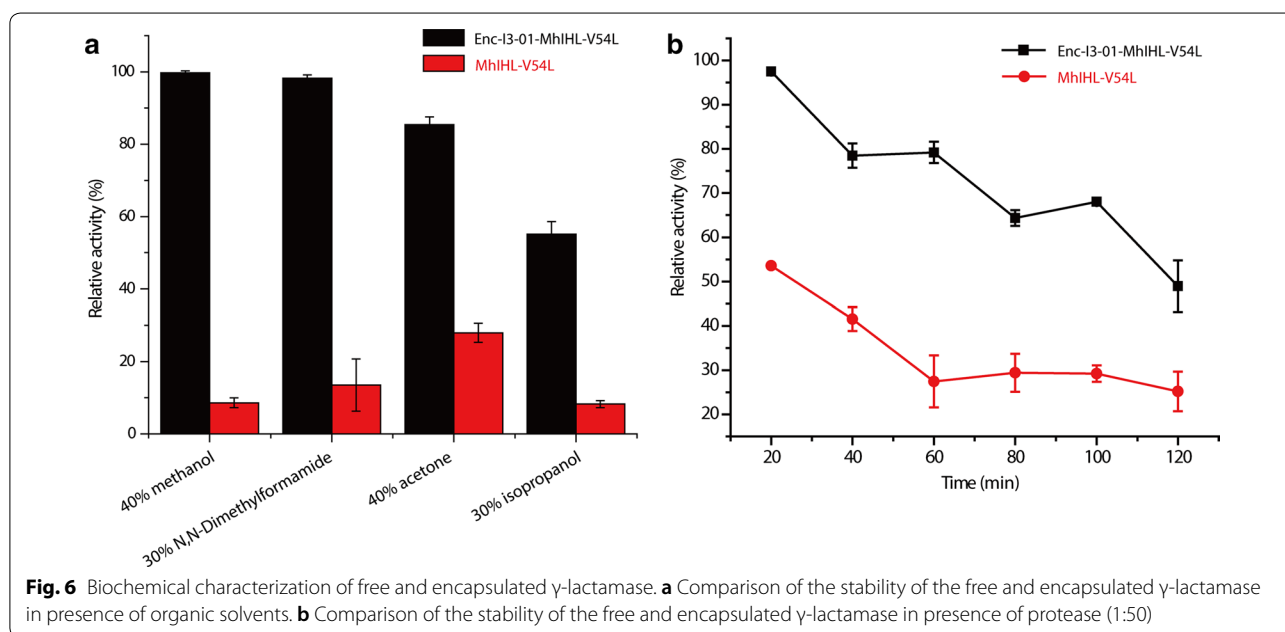 a
Enc-I3-01-MhIHL-V54L
MhIHL-V54L
100
80
60
40
20
0
Relative activity (%)
40% methanol
30% N,N-Dimethylformamide
40% acetone
30% isopropanol
b
Enc-I3-01-MhIHL-V54L
MhIHL-V54L
100
90
80
70
60
50
40
30
20
Relative activity (%)
20 40 60 80 100 120
Time (min)
Fig. 6 Biochemical characterization of free and encapsulated γ-lactamase. a Comparison of the stability of the free and encapsulated γ-lactamase
in presence of organic solvents. b Comparison of the stability of the free and encapsulated γ-lactamase in presence of protease (1:50)